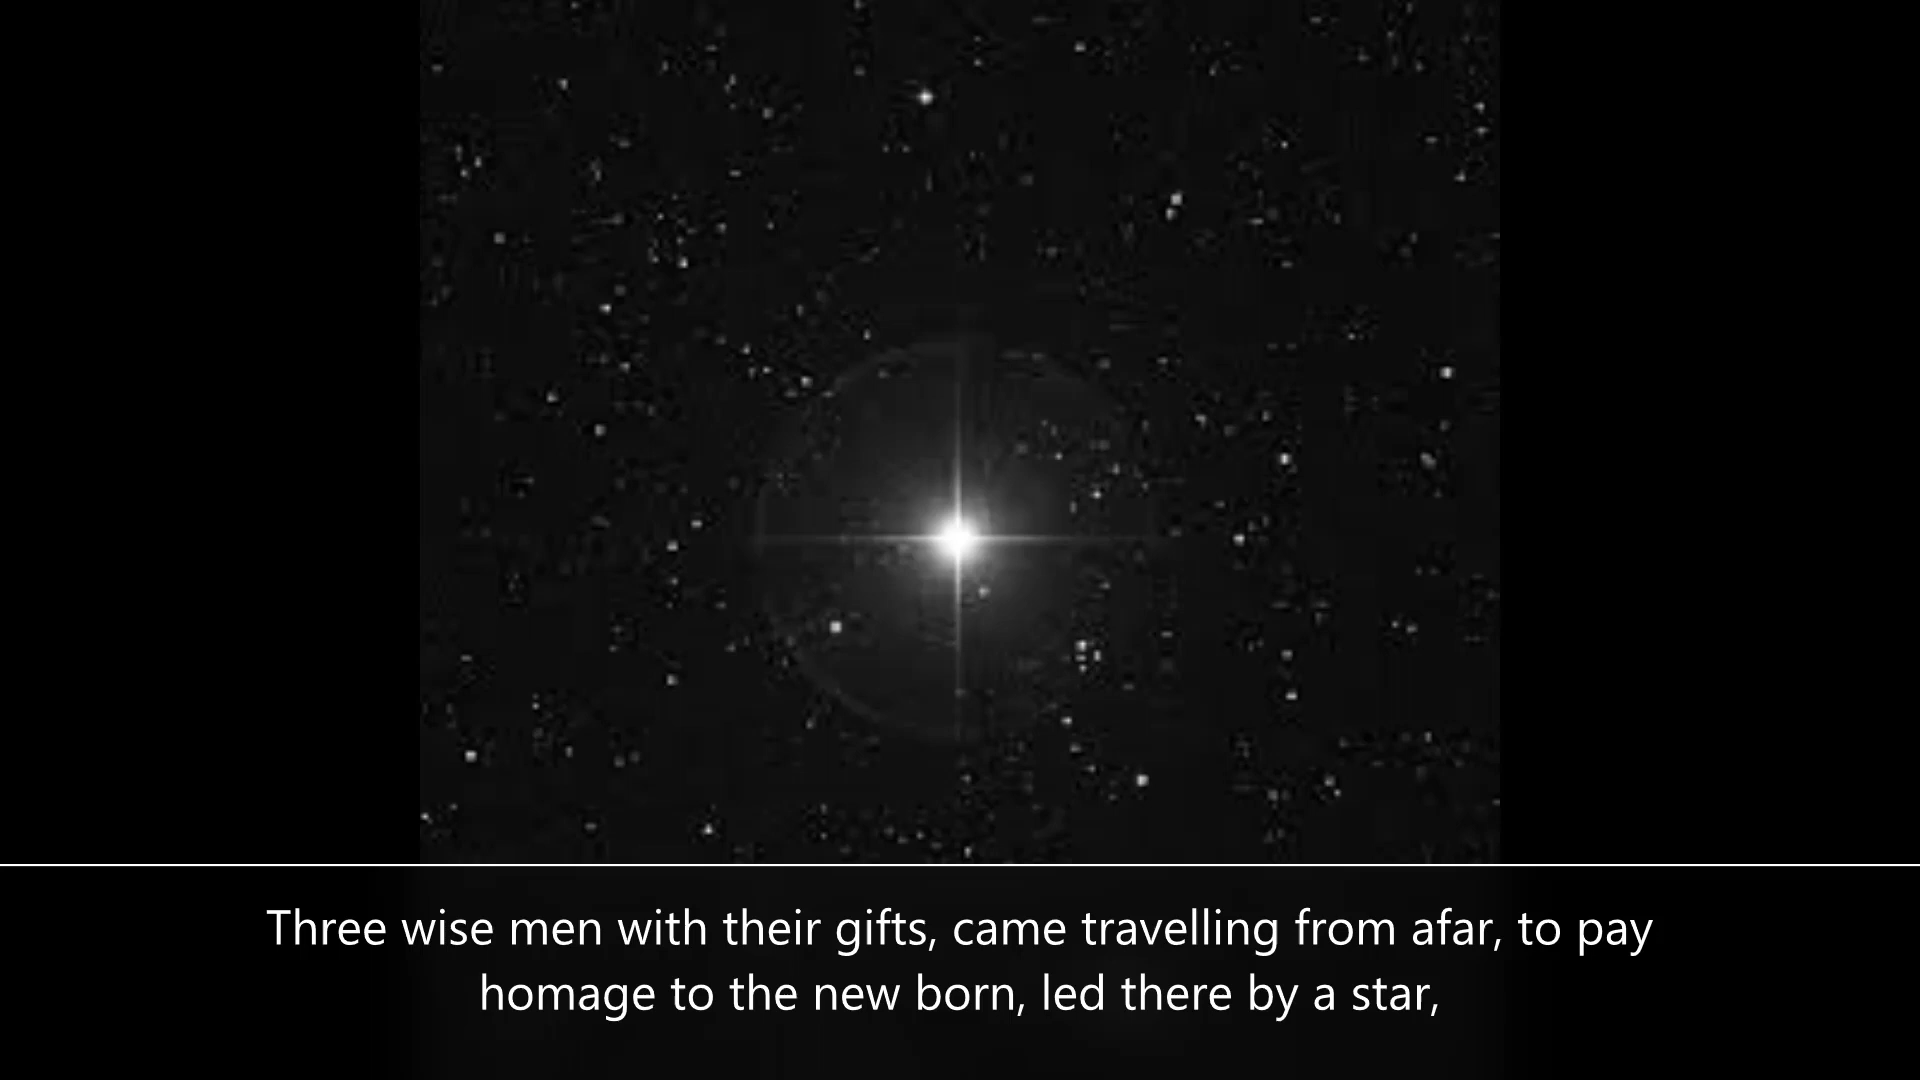 Three wise men with their gifts, came travelling from afar, to pay
homage to the new born, led there by a star,